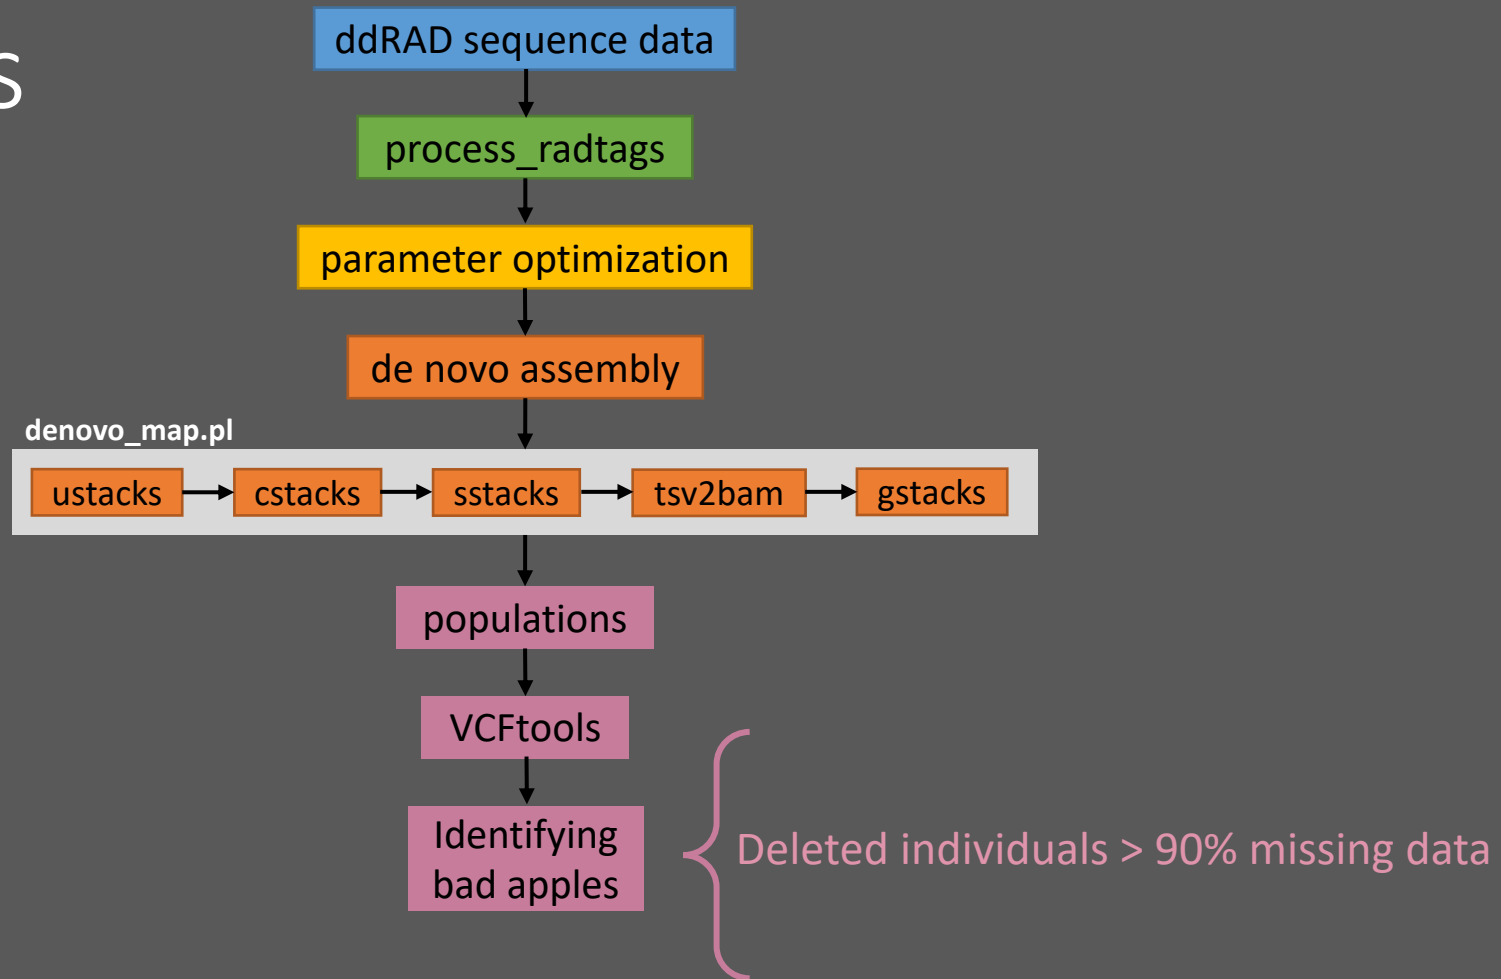 S
ddRAD sequence data
process_radtags
parameter optimization
de novo assembly
denovo_map.pl
ustacks
cstacks
sstacks
tsv2bam
gstacks
populations
VCFtools
Identifying
bad apples
Deleted individuals > 90% missing data